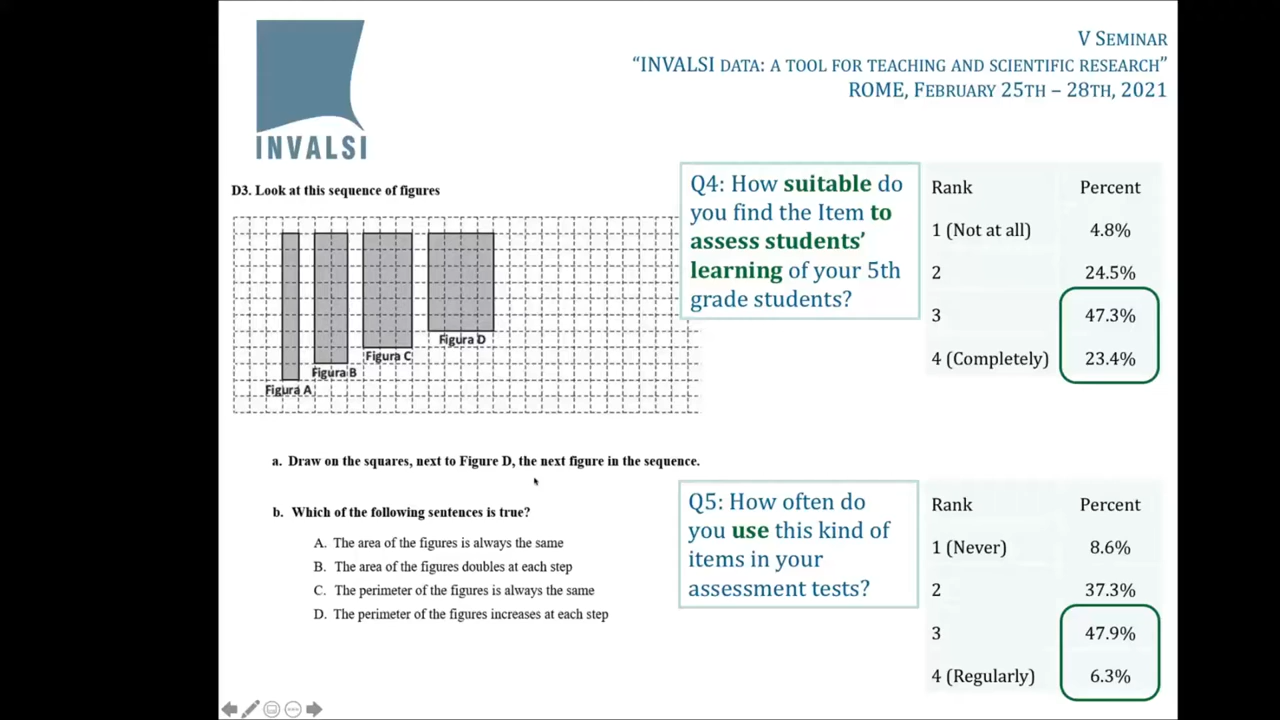 INVALSI
V SEMINAR
“INVALSI DATA: A TOOL FOR TEACHING AND SCIENTIFIC RESEARCH”
ROME, FEBRUARY 25TH – 28TH, 2021
D3. Look at this sequence of figures
Figura A
Figura B
Figura C
Figura D
a. Draw on the squares, next to Figure D, the next figure in the sequence.
b. Which of the following sentences is true?
A. The area of the figures is always the same
B. The area of the figures doubles at each step
C. The perimeter of the figures is always the same
D. The perimeter of the figures increases at each step
Q4: How suitable do
you find the Item to
assess students’
learning of your 5th
grade students?
Rank Percent
1 (Not at all) 4.8%
2 24.5%
3 47.3%
4 (Completely) 23.4%
Q5: How often do
you use this kind of
items in your
assessment tests?
Rank Percent
1 (Never) 8.6%
2 37.3%
3 47.9%
4 (Regularly) 6.3%